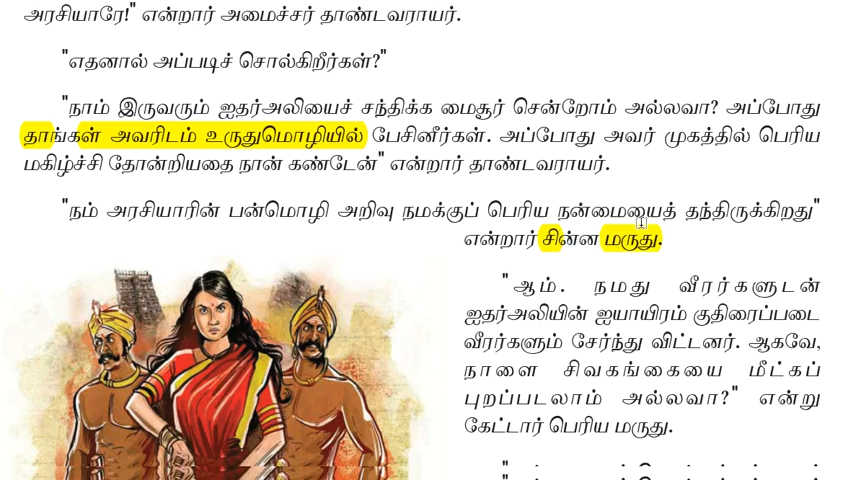 அரசியாரே!" என்றார் அமைச்சர் தாண்டவராயர்.
"எதனால் அப்படிச் சொல்கிறீர்கள்?"
"நாம் இருவரும் ஐதர்அலியைச் சந்திக்க மைசூர் சென்றோம் அல்லவா? அப்போது
தாங்கள் அவரிடம் உருதுமொழியில் பேசினீர்கள். அப்போது அவர் முகத்தில் பெரிய
மகிழ்ச்சி தோன்றியதை நான் கண்டேன்" என்றார் தாண்டவராயர்.
"நம் அரசியாரின் பன்மொழி அறிவு நமக்குப் பெரிய நன்மையைத் தந்திருக்கிறது"
என்றார் சின்ன மருது.
"ஆம். நமது வீரர்களுடன்
ஐதர்அலியின் ஐயாயிரம் குதிரைப்படை
வீரர்களும் சேர்ந்து விட்டனர். ஆகவே,
நாளை சிவகங்கையை மீட்கப்
புறப்படலாம் அல்லவா?" என்று
கேட்டார் பெரிய மருது.